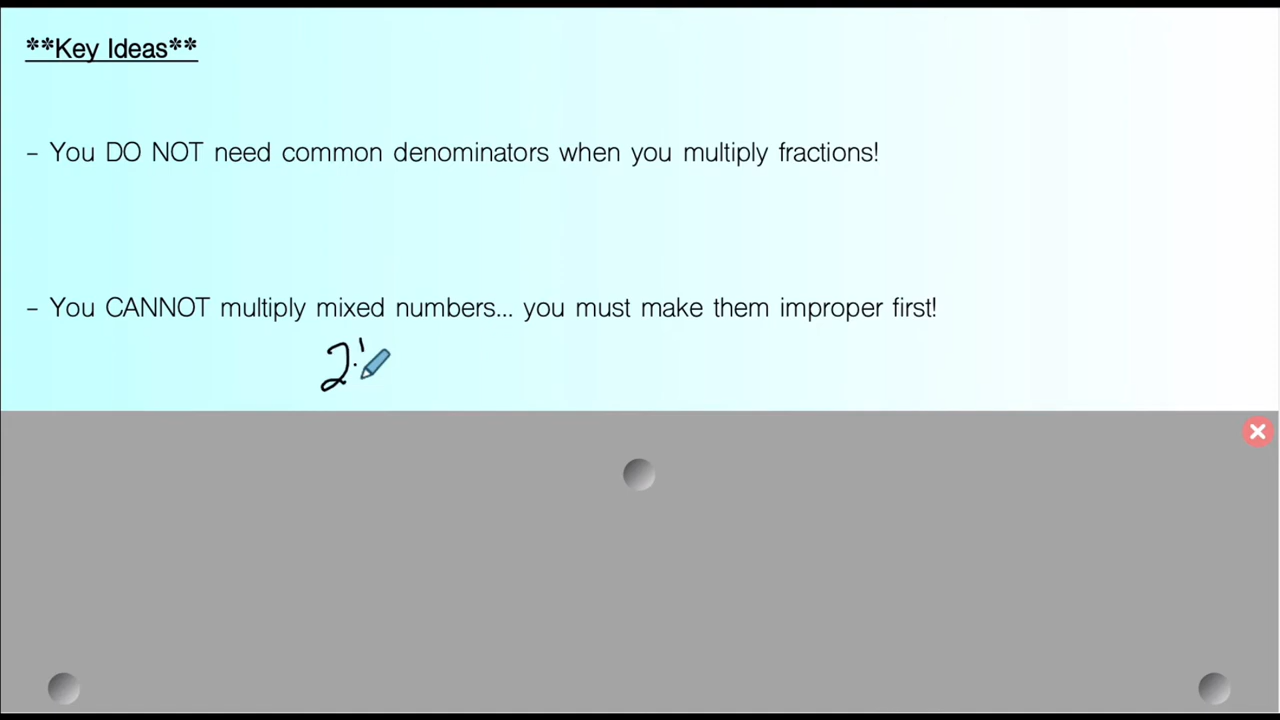 **Key Ideas**
- You DO NOT need common denominators when you multiply fractions!
- You CANNOT multiply mixed numbers... you must make them improper first!
2